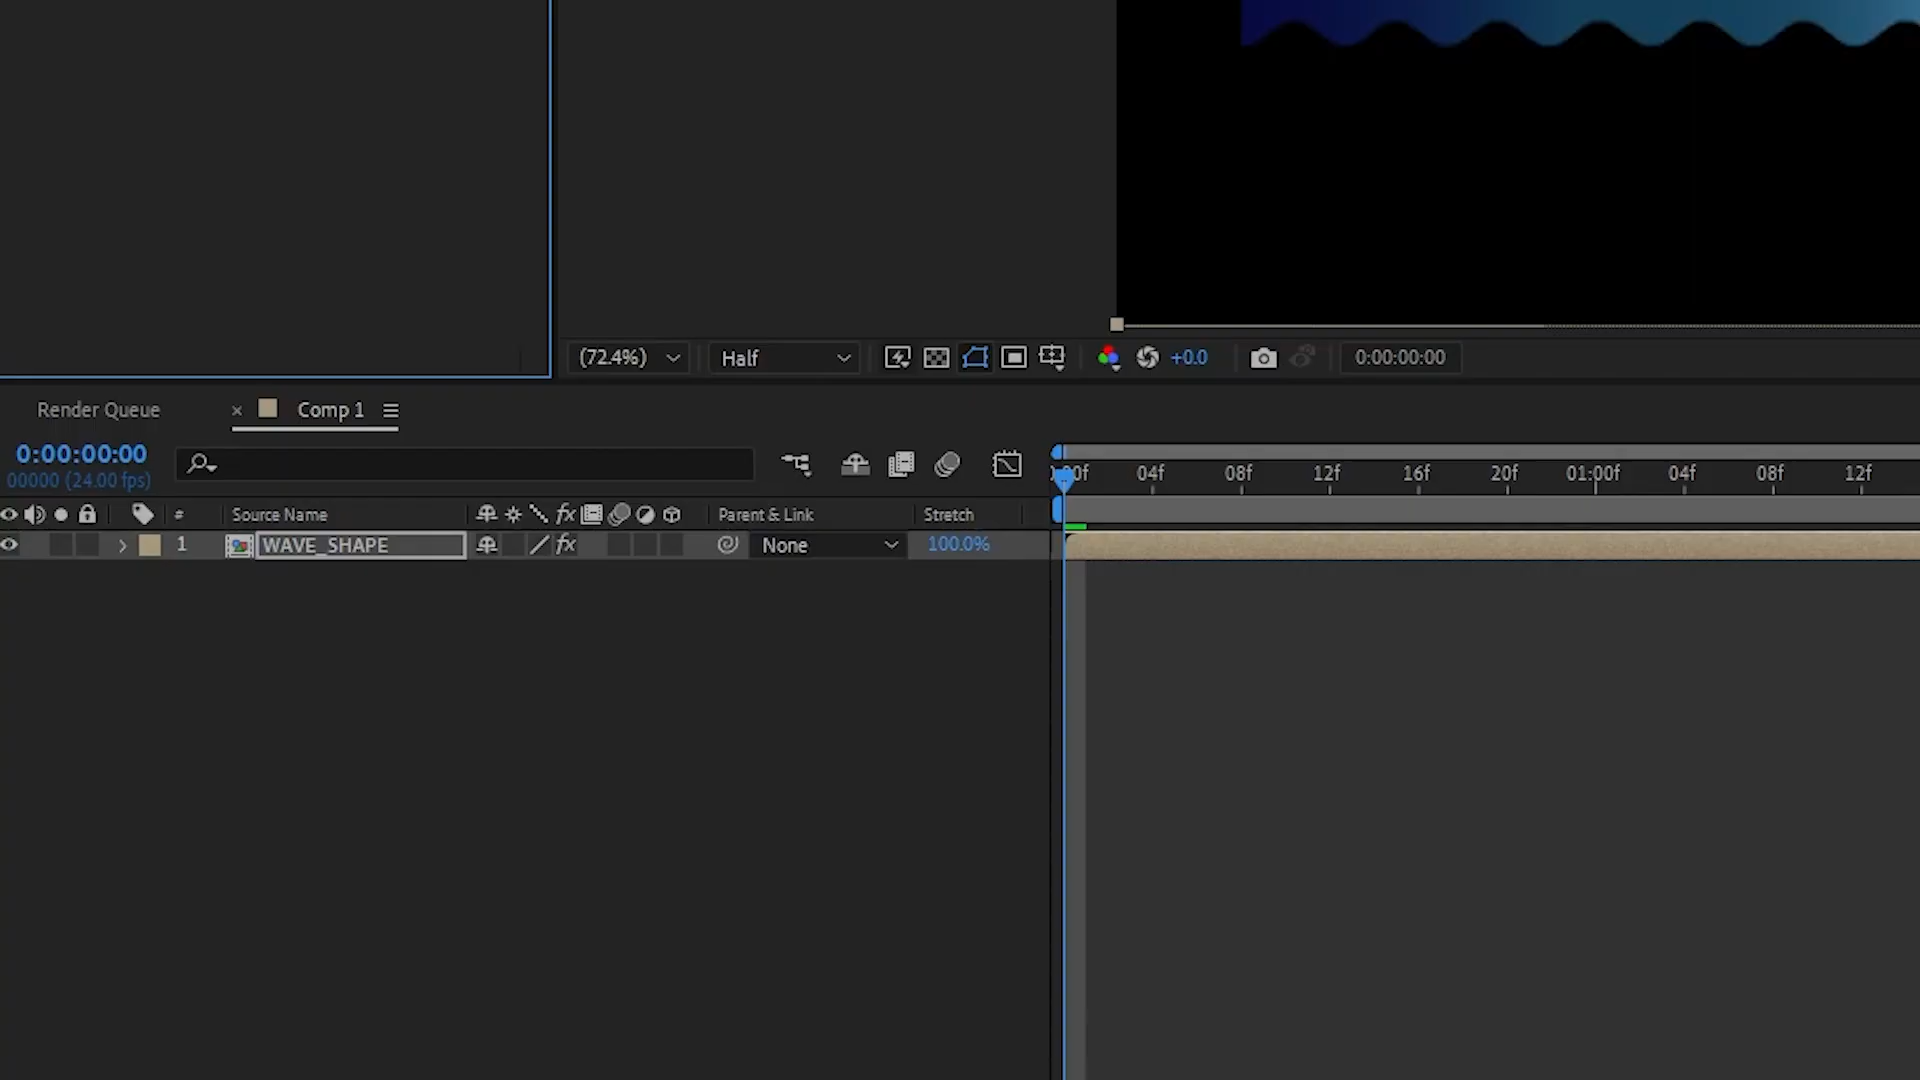 (72.4%) Half +0.0 0:00:00:00
Render Queue × Comp 1
0:00:00:00
00000 (24.00 fps)
04f 08f 12f 16f 20f 01:00f 04f 08f 12f
# Source Name fx Parent & Link Stretch
1 WAVE_SHAPE fx None 100.0%